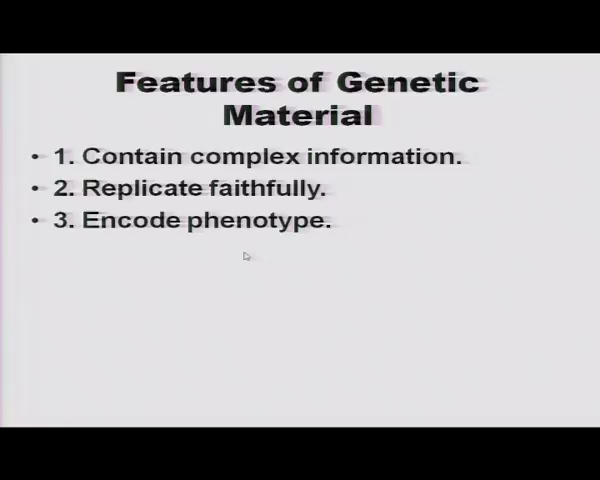 Features of Genetic
Material
• 1. Contain complex information.
• 2. Replicate faithfully.
• 3. Encode phenotype.